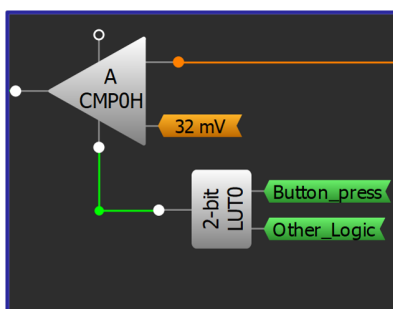 A
CMP0H
32 mV
2-bit
LUT0
Button_press
Other_Logic